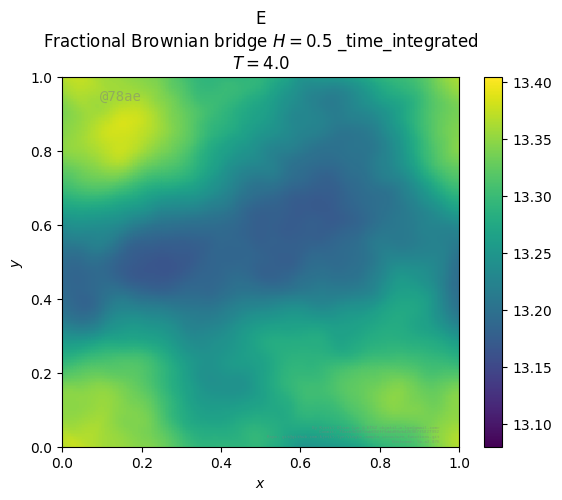 E
Fractional Brownian bridge H = 0.5 _time_integrated
T = 4.0
@78ae
1.0
0.8
0.6
0.4
0.2
0.0
y
0.0 0.2 0.4 0.6 0.8 1.0
x
13.40
13.35
13.30
13.25
13.20
13.15
13.10